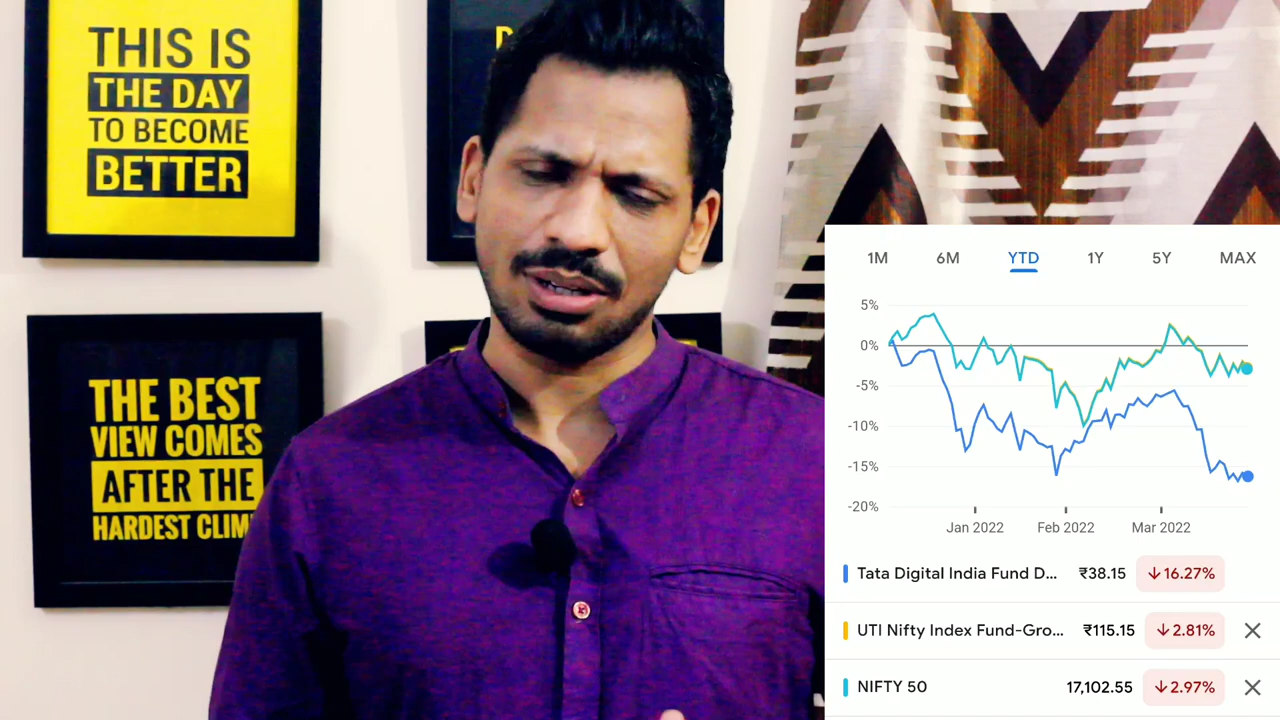 THIS IS
THE DAY
TO BECOME
BETTER
THE BEST
VIEW COMES
AFTER THE
HARDEST
1M 6M YTD 1Y 5Y MAX
5%
0%
-5%
-10%
-15%
-20%
Jan 2022 Feb 2022 Mar 2022
Tata Digital India Fund D... ₹38.15 ↓16.27%
UTI Nifty Index Fund-Gro... ₹115.15 ↓2.81%
NIFTY 50 17,102.55 ↓2.97%